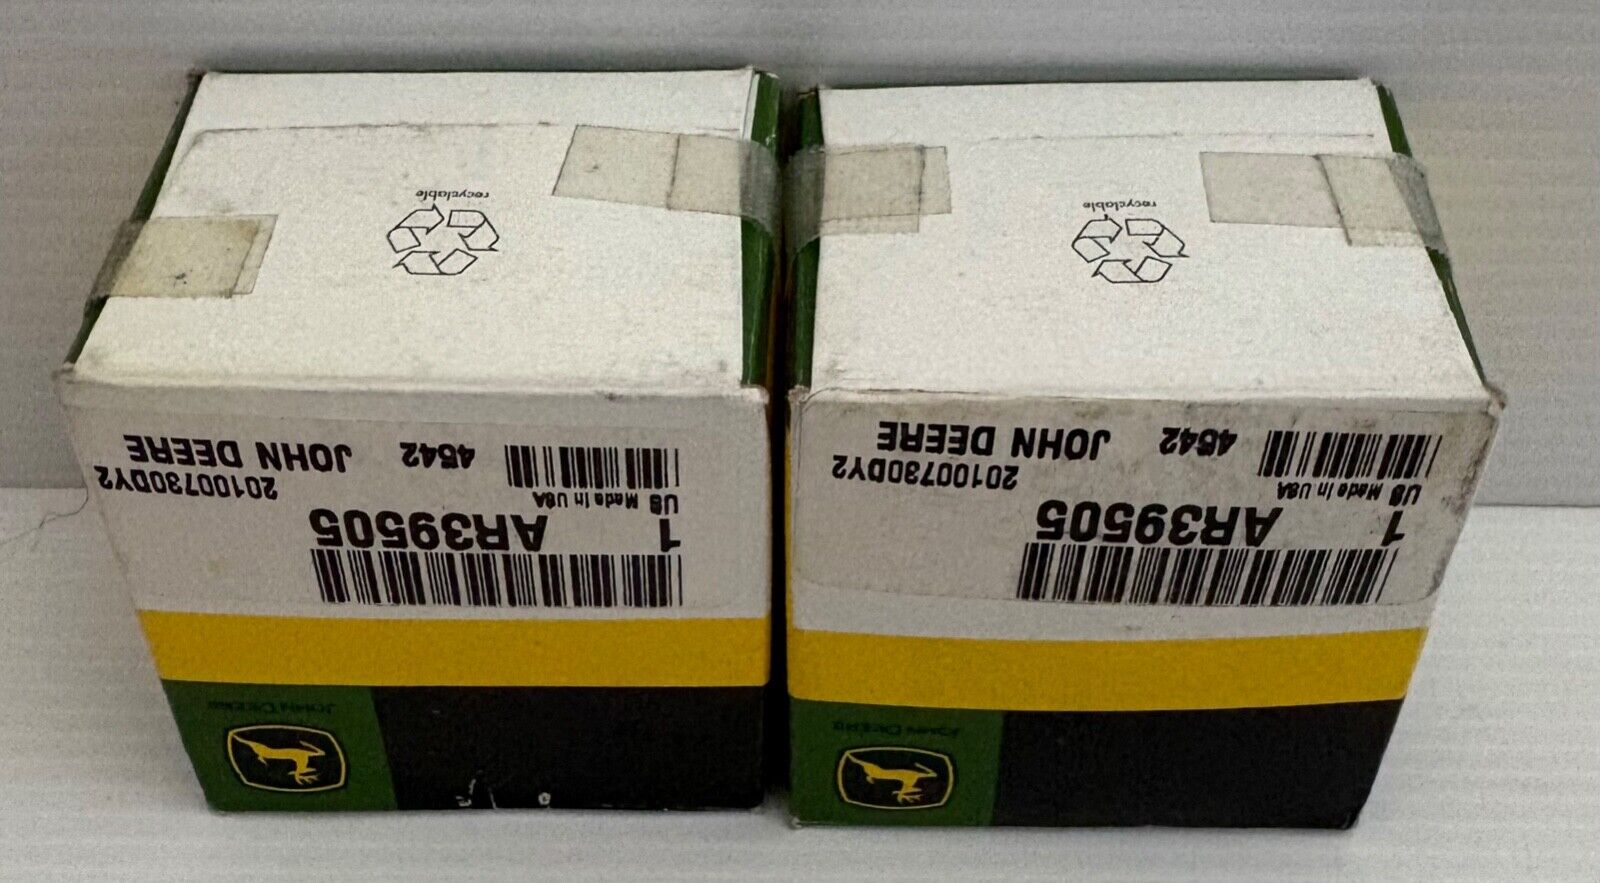 recyclable
JOHN DEERE
AR39505
1
US Made in USA
20100730DY2
JOHN DEERE 4542
recyclable
JOHN DEERE
AR39505
1
US Made in USA
20100730DY2
JOHN DEERE 4542